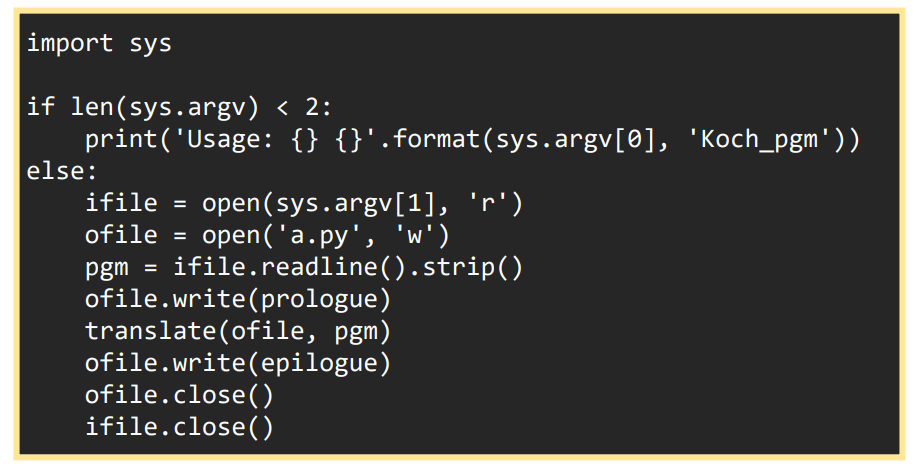 import sys
if len(sys.argv) < 2:
    print('Usage: {} {}'.format(sys.argv[0], 'Koch_pgm'))
else:
    ifile = open(sys.argv[1], 'r')
    ofile = open('a.py', 'w')
    pgm = ifile.readline().strip()
    ofile.write(prologue)
    translate(ofile, pgm)
    ofile.write(epilogue)
    ofile.close()
    ifile.close()